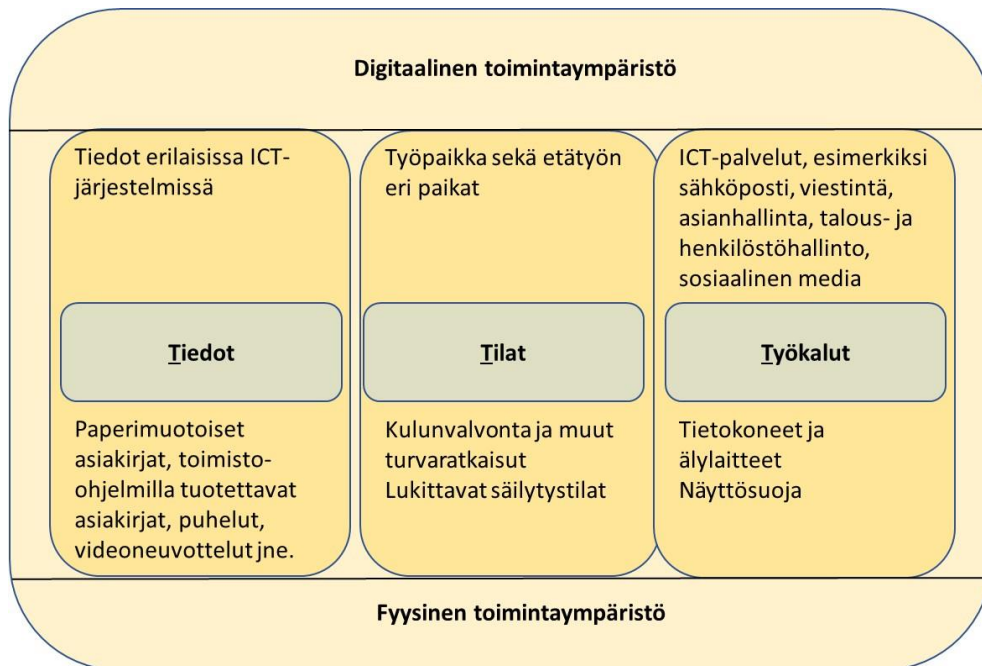 Digitaalinen toimintaympäristö
Tiedot erilaisissa ICT-
järjestelmissä
Tiedot
Paperimuotoiset
asiakirjat, toimisto-
ohjelmilla tuotettavat
asiakirjat, puhelut,
videoneuvottelut jne.
Työpaikka sekä etätyön
eri paikat
Tilat
Kulunvalvonta ja muut
turvaratkaisut
Lukittavat säilytystilat
ICT-palvelut, esimerkiksi
sähköposti, viestintä,
asianhallinta, talous- ja
henkilöstöhallinto,
sosiaalinen media
Työkalut
Tietokoneet ja
älylaitteet
Näyttösuoja
Fyysinen toimintaympäristö